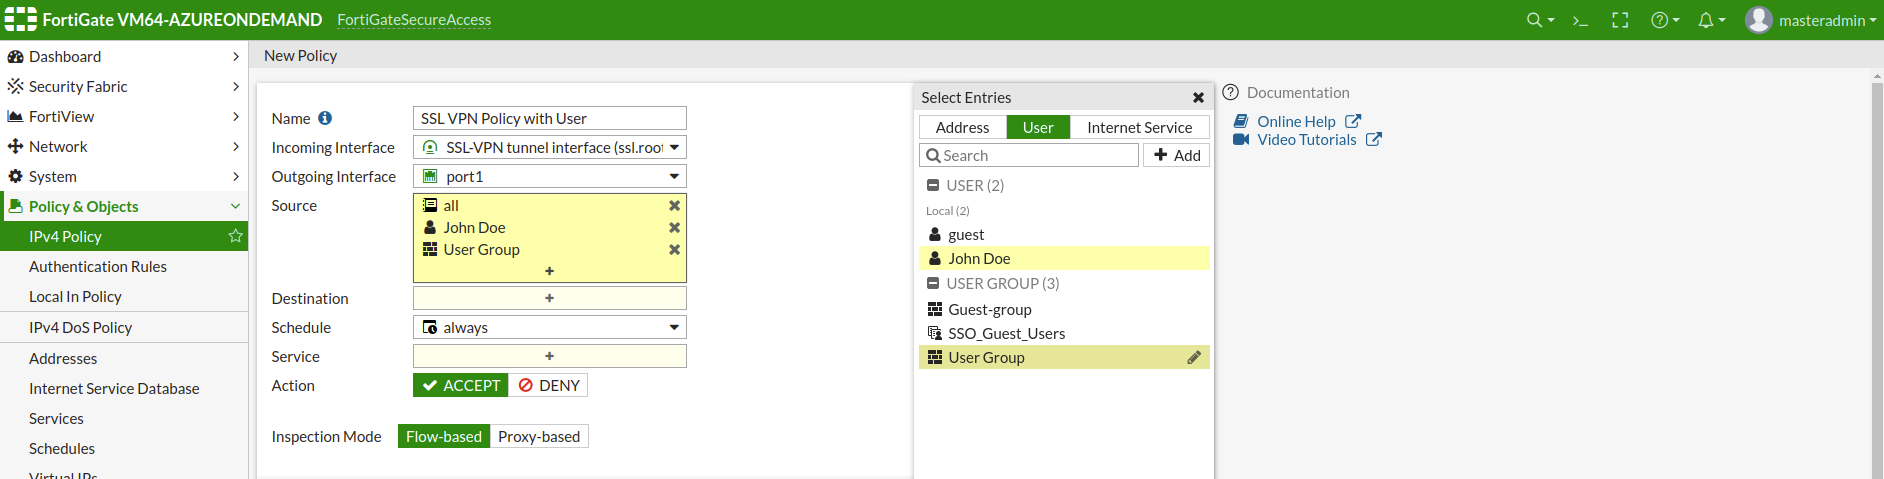 FortiGate VM64-AZUREONDEMAND FortiGateSecureAccess masteradmin
Dashboard
Security Fabric
FortiView
Network
System
Policy & Objects
IPv4 Policy
Authentication Rules
Local In Policy
IPv4 DoS Policy
Addresses
Internet Service Database
Services
Schedules
Virtual IPs
New Policy
Name SSL VPN Policy with User
Incoming Interface SSL-VPN tunnel interface (ssl.root
Outgoing Interface port1
Source all
John Doe
User Group
+
Destination +
Schedule always
Service +
Action ACCEPT DENY
Inspection Mode Flow-based Proxy-based
Select Entries
Address User Internet Service
Search + Add
USER (2)
Local (2)
guest
John Doe
USER GROUP (3)
Guest-group
SSO_Guest_Users
User Group
Documentation
Online Help
Video Tutorials